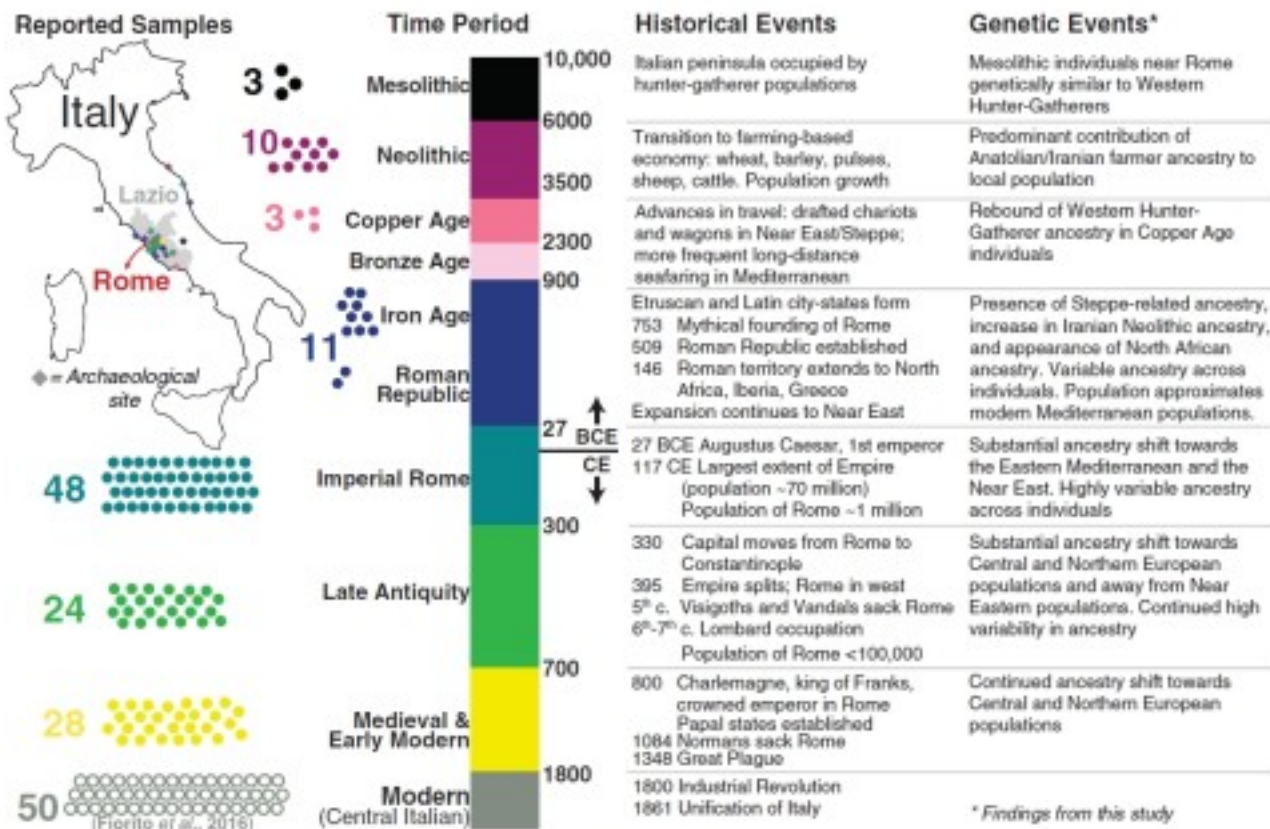 Reported Samples
Time Period
Historical Events
Genetic Events*
Italy
Lazio
Rome
= Archaeological
site
3
10
3
11
48
24
28
50
(Fiorito et al., 2016)
10,000
Mesolithic
6000
Neolithic
3500
Copper Age
2300
Bronze Age
900
Iron Age
Roman
Republic
27
BCE
CE
Imperial Rome
300
Late Antiquity
700
Medieval &
Early Modern
1800
Modern
(Central Italian)
Italian peninsula occupied by
hunter-gatherer populations
Mesolithic individuals near Rome
genetically similar to Western
Hunter-Gatherers
Transition to farming-based
economy: wheat, barley, pulses,
sheep, cattle. Population growth
Predominant contribution of
Anatolian/Iranian farmer ancestry to
local population
Advances in travel: drafted chariots
and wagons in Near East/Steppe;
more frequent long-distance
seafaring in Mediterranean
Rebound of Western Hunter-
Gatherer ancestry in Copper Age
individuals
Etruscan and Latin city-states form
753 Mythical founding of Rome
509 Roman Republic established
146 Roman territory extends to North
Africa, Iberia, Greece
Expansion continues to Near East
Presence of Steppe-related ancestry,
increase in Iranian Neolithic ancestry,
and appearance of North African
ancestry. Variable ancestry across
individuals. Population approximates
modern Mediterranean populations.
27 BCE Augustus Caesar, 1st emperor
117 CE Largest extent of Empire
(population ~70 million)
Population of Rome ~1 million
Substantial ancestry shift towards
the Eastern Mediterranean and the
Near East. Highly variable ancestry
across individuals
330 Capital moves from Rome to
Constantinople
395 Empire splits; Rome in west
5th c. Visigoths and Vandals sack Rome
6th-7th c. Lombard occupation
Population of Rome <100,000
Substantial ancestry shift towards
Central and Northern European
populations and away from Near
Eastern populations. Continued high
variability in ancestry
800 Charlemagne, king of Franks,
crowned emperor in Rome
Papal states established
1084 Normans sack Rome
1348 Great Plague
Continued ancestry shift towards
Central and Northern European
populations
1800 Industrial Revolution
1861 Unification of Italy
* Findings from this study